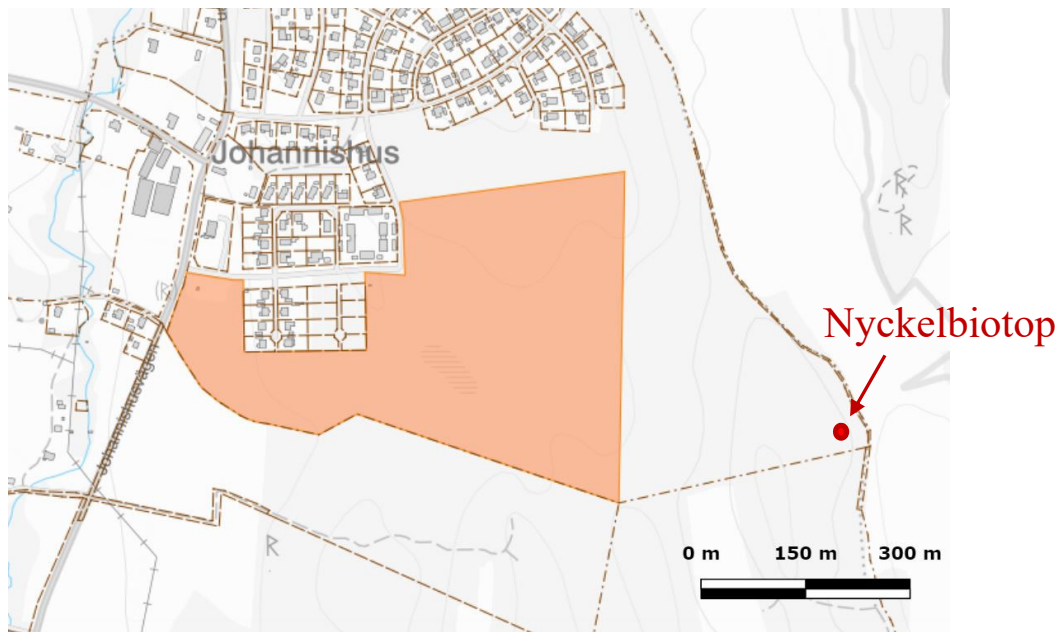 Johannishus
Nyckelbiotop
Johannishusvägen
R
R
(R)
R
0 m 150 m 300 m